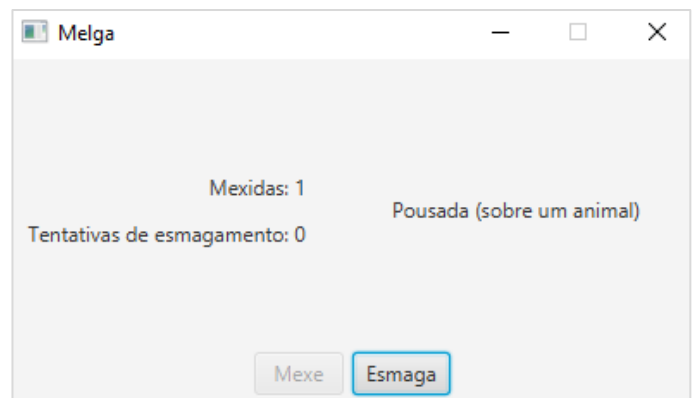 Melga
Mexidas: 1
Tentativas de esmagamento: 0
Pousada (sobre um animal)
Mexe
Esmaga